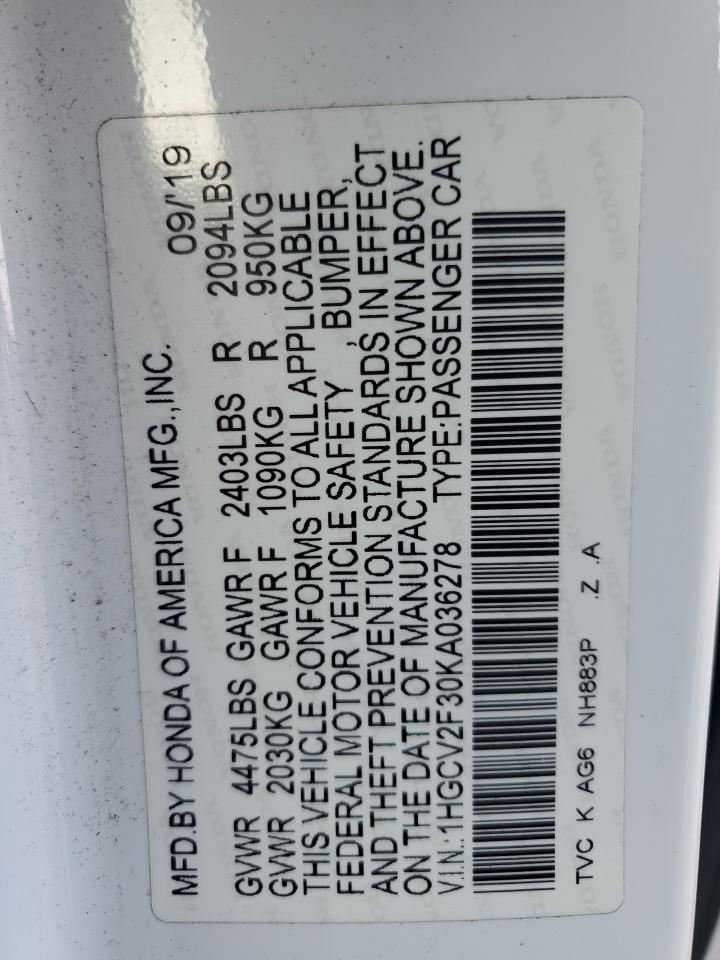 MFD.BY HONDA OF AMERICA MFG.,INC. 09/'19
GVWR 4475LBS GAWR F 2403LBS R 2094LBS
GVWR 2030KG GAWR F 1090KG R 950KG
THIS VEHICLE CONFORMS TO ALL APPLICABLE
FEDERAL MOTOR VEHICLE SAFETY , BUMPER,
AND THEFT PREVENTION STANDARDS IN EFFECT
ON THE DATE OF MANUFACTURE SHOWN ABOVE.
V.I.N.:1HGCV2F30KA036278 TYPE:PASSENGER CAR
TVC K AG6 NH883P .Z .A